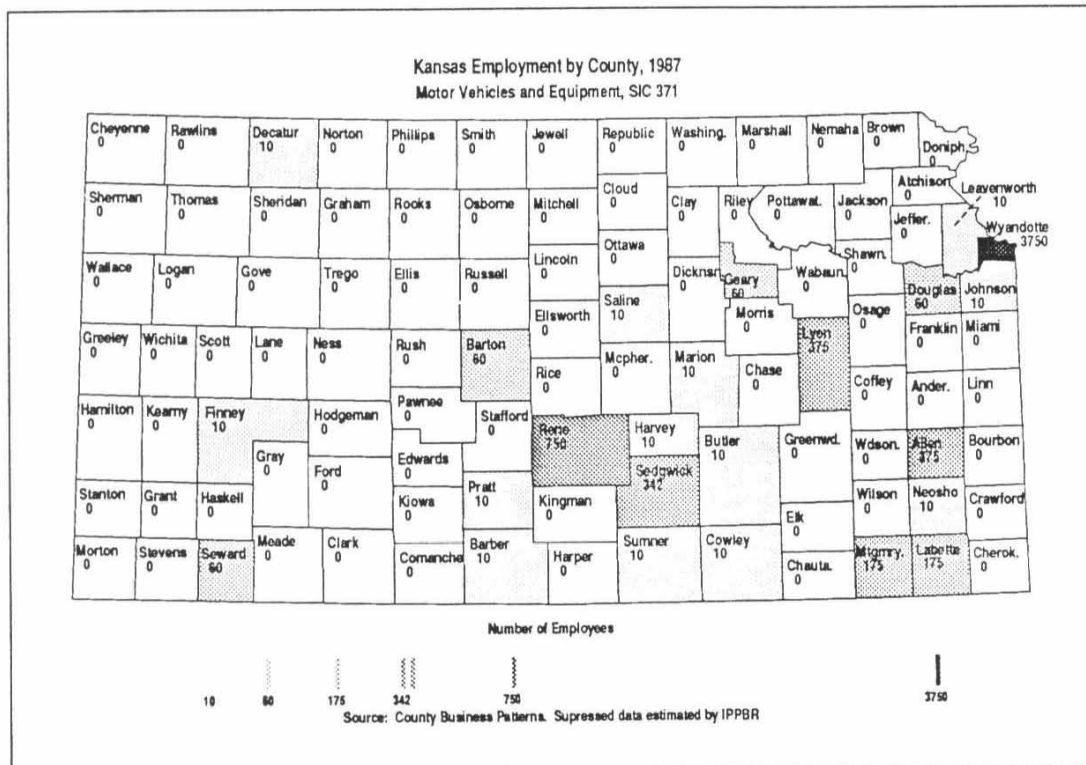 Kansas Employment by County, 1987
Motor Vehicles and Equipment, SIC 371
Cheyenne
0
Rawlins
0
Decatur
10
Norton
0
Phillips
0
Smith
0
Jewell
0
Republic
0
Washing.
0
Marshall
0
Nemaha
0
Brown
0
Doniph.
0
Atchison
0
Leavenworth
10
Sherman
0
Thomas
0
Sheridan
0
Graham
0
Rooks
0
Osborne
0
Mitchell
0
Cloud
0
Clay
0
Riley
0
Pottawat.
0
Jackson
0
Jeffer.
0
Wyandotte
3750
Wallace
0
Logan
0
Gove
0
Trego
0
Ellis
0
Russell
0
Lincoln
0
Ottawa
0
Dicknsn
0
Geary
60
Wabaun.
0
Shawn.
0
Douglas
60
Johnson
10
Saline
10
Ellsworth
0
Morris
0
Osage
0
Greeley
0
Wichita
0
Scott
0
Lane
0
Ness
0
Rush
0
Barton
60
Rice
0
Mcpher.
0
Marion
10
Chase
0
Lyon
375
Franklin
0
Miami
0
Coffey
0
Ander.
0
Linn
0
Hamilton
0
Kearny
0
Finney
10
Hodgeman
0
Pawnee
0
Stafford
0
Reno
750
Harvey
10
Butler
10
Greenwd.
0
Wdson.
0
Allen
375
Bourbon
0
Gray
0
Ford
0
Edwards
0
Sedgwick
342
Stanton
0
Grant
0
Haskell
0
Kiowa
0
Pratt
10
Kingman
0
Elk
0
Wilson
0
Neosho
10
Crawford
0
Morton
0
Stevens
0
Seward
60
Meade
0
Clark
0
Comanche
0
Barber
10
Harper
0
Sumner
10
Cowley
10
Chauta.
0
Mtgmry.
175
Labette
175
Cherok.
0
Number of Employees
10 60 175 342 750 3750
Source: County Business Patterns. Supressed data estimated by IPPBR